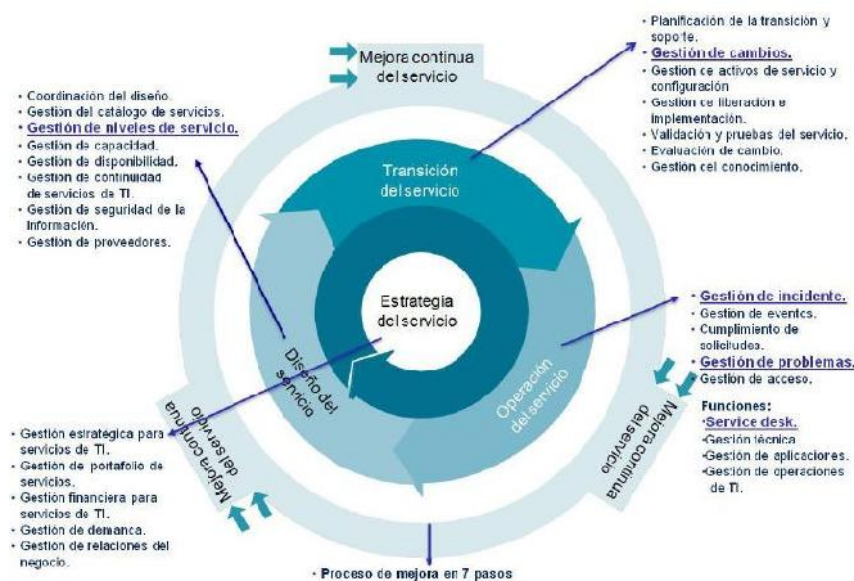 Mejora continua
del servicio
• Planificación de la transición y
soporte.
• Gestión de cambios.
• Gestión de activos de servicio y
configuración
• Gestión de liberación e
implementación.
• Validación y pruebas del servicio.
• Evaluación de cambio.
• Gestión cel conocimiento.
• Coordinación del diseño.
• Gestión del catálogo de servicios.
• Gestión de niveles de servicio.
• Gestión de capacidad.
• Gestión de disponibilidad.
• Gestión de continuidad
de servicios de TI.
• Gestión de seguridad de la
información.
• Gestión de proveedores.
Transición
del servicio
Estrategia
del servicio
Diseño del
servicio
Operación
del servicio
• Gestión de incidente.
• Gestión de eventos.
• Cumplimiento de
solicitudes.
• Gestión de problemas.
• Gestión de acceso.
Funciones:
•Service desk.
•Gestión técnica
•Gestión de aplicaciones.
•Gestión de operaciones
de TI.
Mejora continua
del servicio
Mejora continua
del servicio
• Gestión estratégica para
servicios de TI.
• Gestión de portafolio de
servicios.
• Gestión financiera para
servicios de TI.
• Gestión de demanca.
• Gestión de relaciones del
negocio.
• Proceso de mejora en 7 pasos